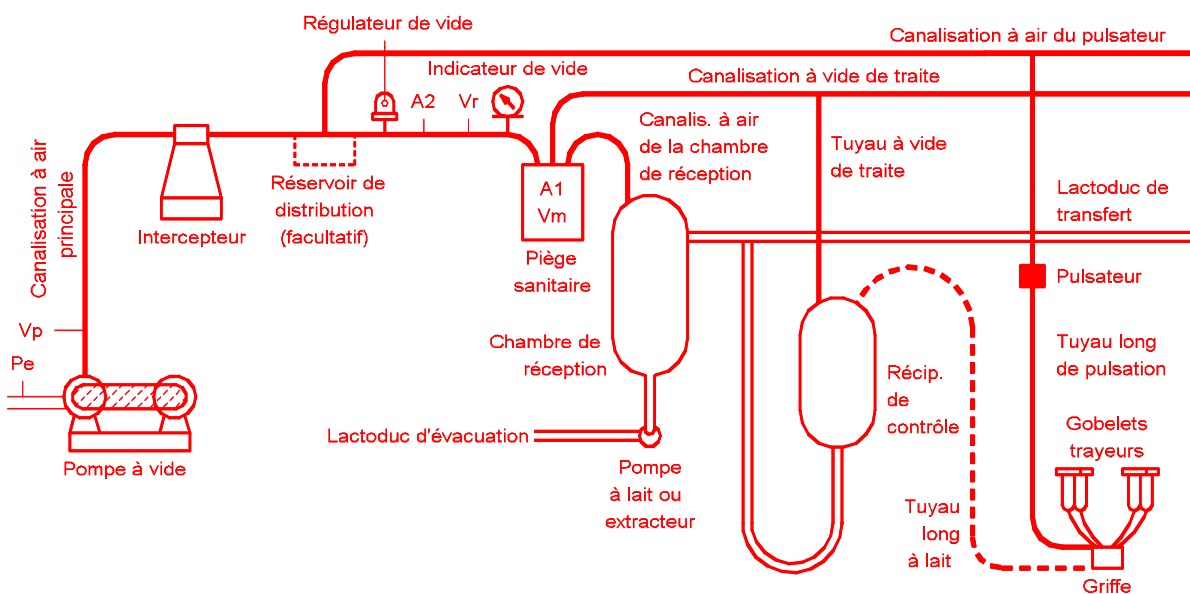 Régulateur de vide
Canalisation à air du pulsateur
Indicateur de vide
Canalisation à vide de traite
A2
Vr
Canalis. à air
de la chambre
de réception
Tuyau à vide
de traite
Canalisation à air
principale
Réservoir de
distribution
(facultatif)
A1
Vm
Lactoduc de
transfert
Intercepteur
Piège
sanitaire
Pulsateur
Vp
Chambre de
réception
Tuyau long
de pulsation
Pe
Récip.
de
contrôle
Lactoduc d'évacuation
Gobelets
trayeurs
Pompe à vide
Pompe
à lait ou
extracteur
Tuyau
long
à lait
Griffe